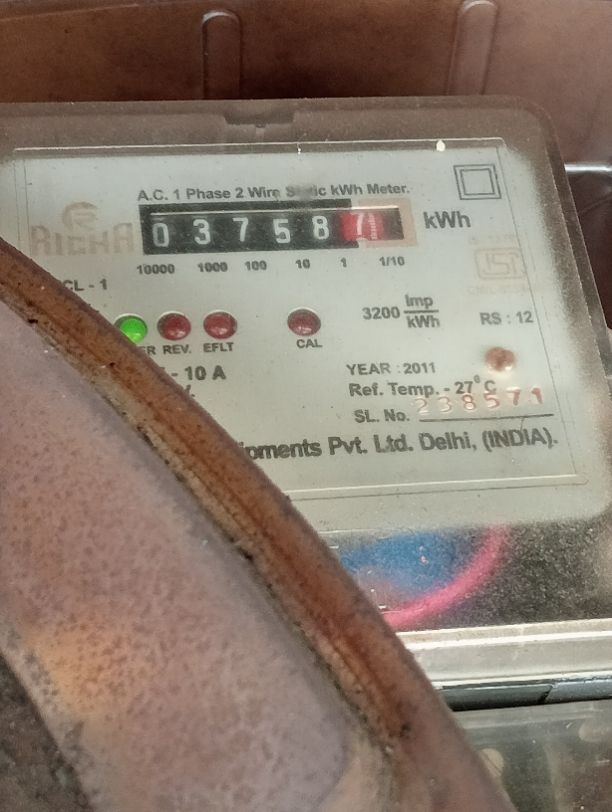 A.C. 1 Phase 2 Wire Static kWh Meter.
0 3 7 5 8 7 kWh
10000 1000 100 10 1 1/10
CL - 1
3200 Imp/kWh
RS : 12
REV. EFLT CAL
- 10 A
YEAR : 2011
Ref. Temp. - 27°C
SL. No. 238571
Pvt. Ltd. Delhi, (INDIA).